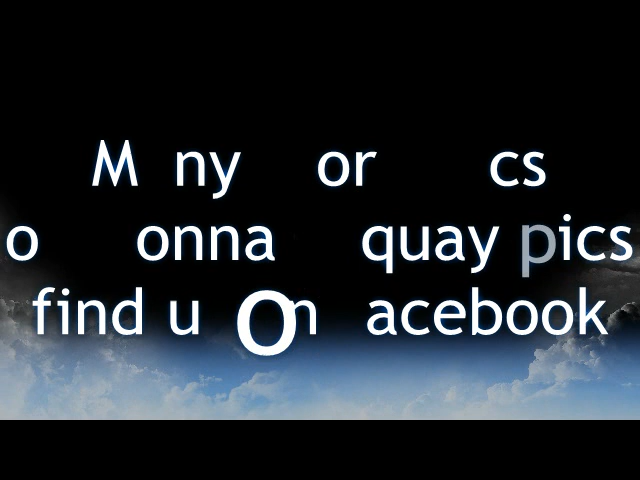 M ny or cs
o onna quay pics
find u on acebook